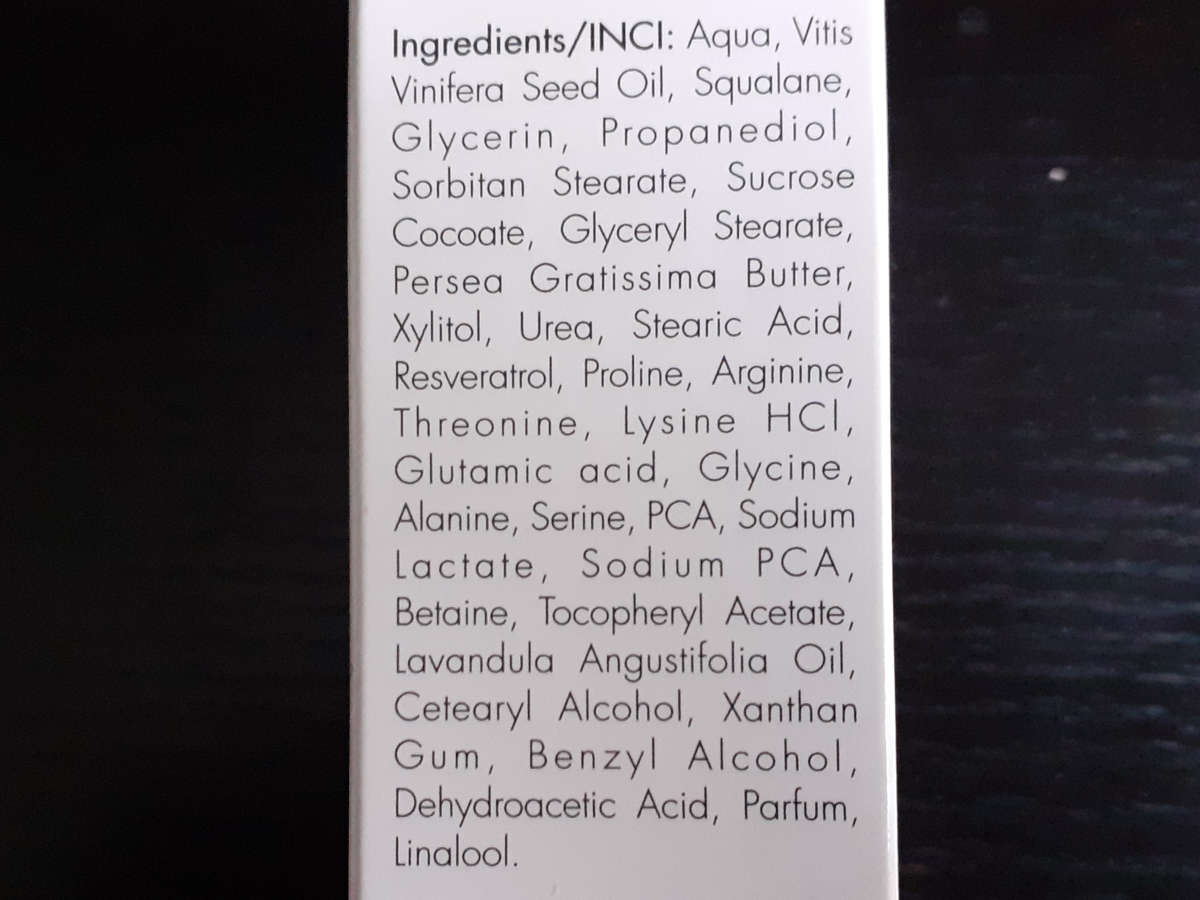 Ingredients/INCI: Aqua, Vitis
Vinifera Seed Oil, Squalane,
Glycerin, Propanediol,
Sorbitan Stearate, Sucrose
Cocoate, Glyceryl Stearate,
Persea Gratissima Butter,
Xylitol, Urea, Stearic Acid,
Resveratrol, Proline, Arginine,
Threonine, Lysine HCl,
Glutamic acid, Glycine,
Alanine, Serine, PCA, Sodium
Lactate, Sodium PCA,
Betaine, Tocopheryl Acetate,
Lavandula Angustifolia Oil,
Cetearyl Alcohol, Xanthan
Gum, Benzyl Alcohol,
Dehydroacetic Acid, Parfum,
Linalool.